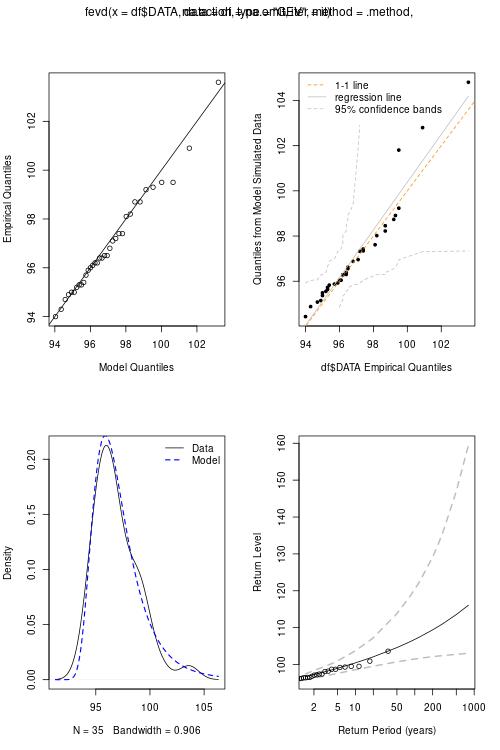 fevd(x = df$DATA, data = df, type = "GEV", method = .method,
Empirical Quantiles
94 96 98 100 102
94 96 98 100 102
Model Quantiles
Quantiles from Model Simulated Data
96 98 100 102 104
1-1 line
regression line
95% confidence bands
94 96 98 100 102
df$DATA Empirical Quantiles
Density
0.00 0.05 0.10 0.15 0.20
Data
Model
95 100 105
N = 35 Bandwidth = 0.906
Return Level
100 110 120 130 140 150 160
2 5 10 50 200 1000
Return Period (years)